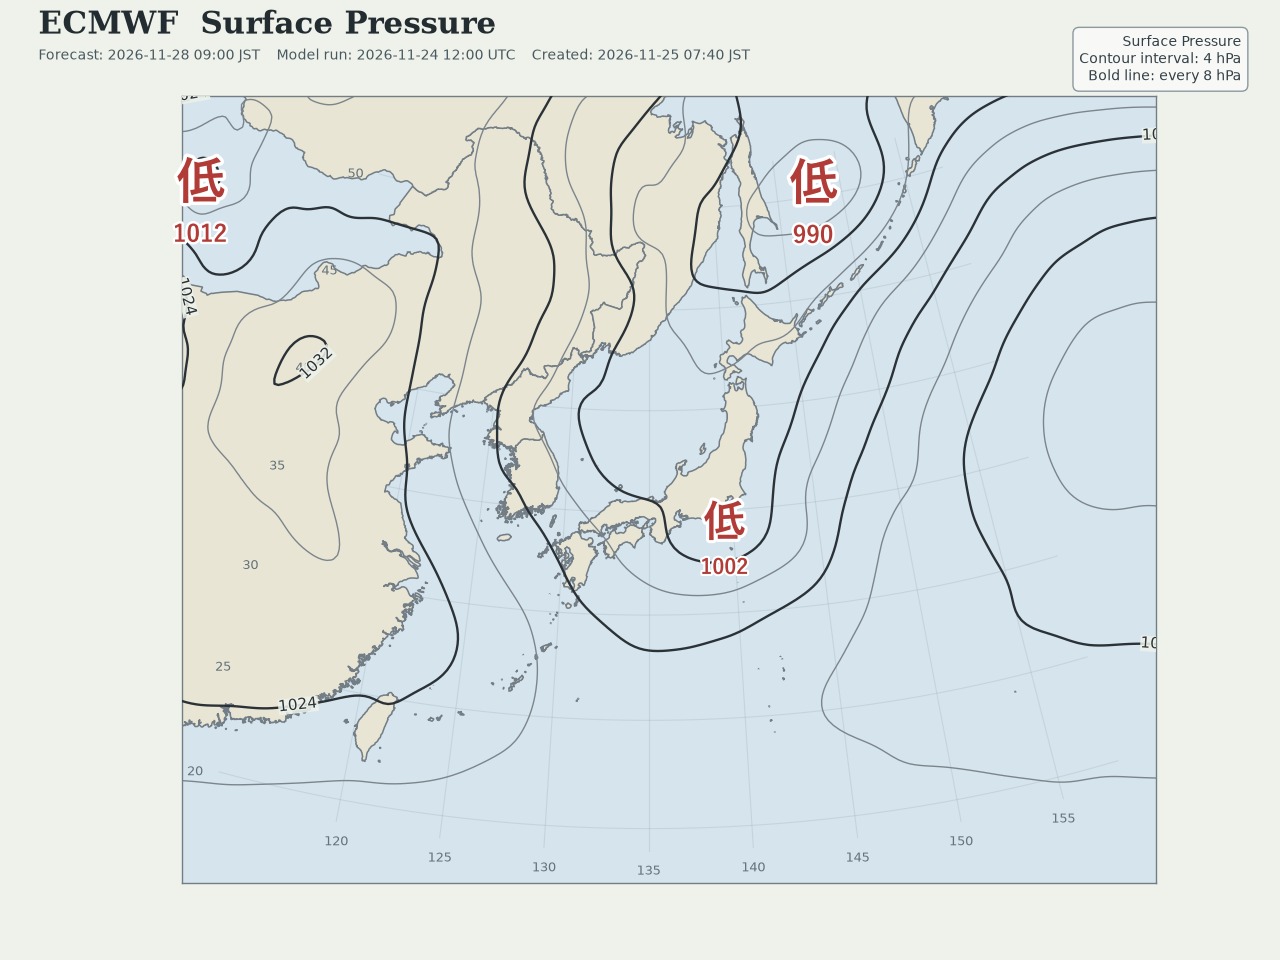 ECMWF  Surface Pressure
Forecast: 2026-11-28 09:00 JST    Model run: 2026-11-24 12:00 UTC    Created: 2026-11-25 07:40 JST
Surface Pressure
Contour interval: 4 hPa
Bold line: every 8 hPa
10
低
1012
50
低
990
45
1024
1032
35
低
1002
30
10
25
1024
20
120
125
130
135
140
145
150
155